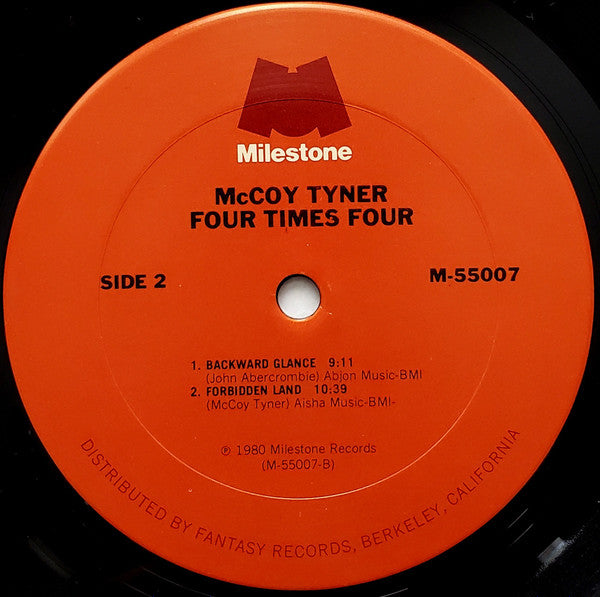 Milestone
McCOY TYNER
FOUR TIMES FOUR
SIDE 2
M-55007
1. BACKWARD GLANCE 9:11
(John Abercrombie) Abjon Music-BMI
2. FORBIDDEN LAND 10:39
(McCoy Tyner) Aisha Music-BMI-
℗ 1980 Milestone Records
(M-55007-B)
DISTRIBUTED BY FANTASY RECORDS, BERKELEY, CALIFORNIA